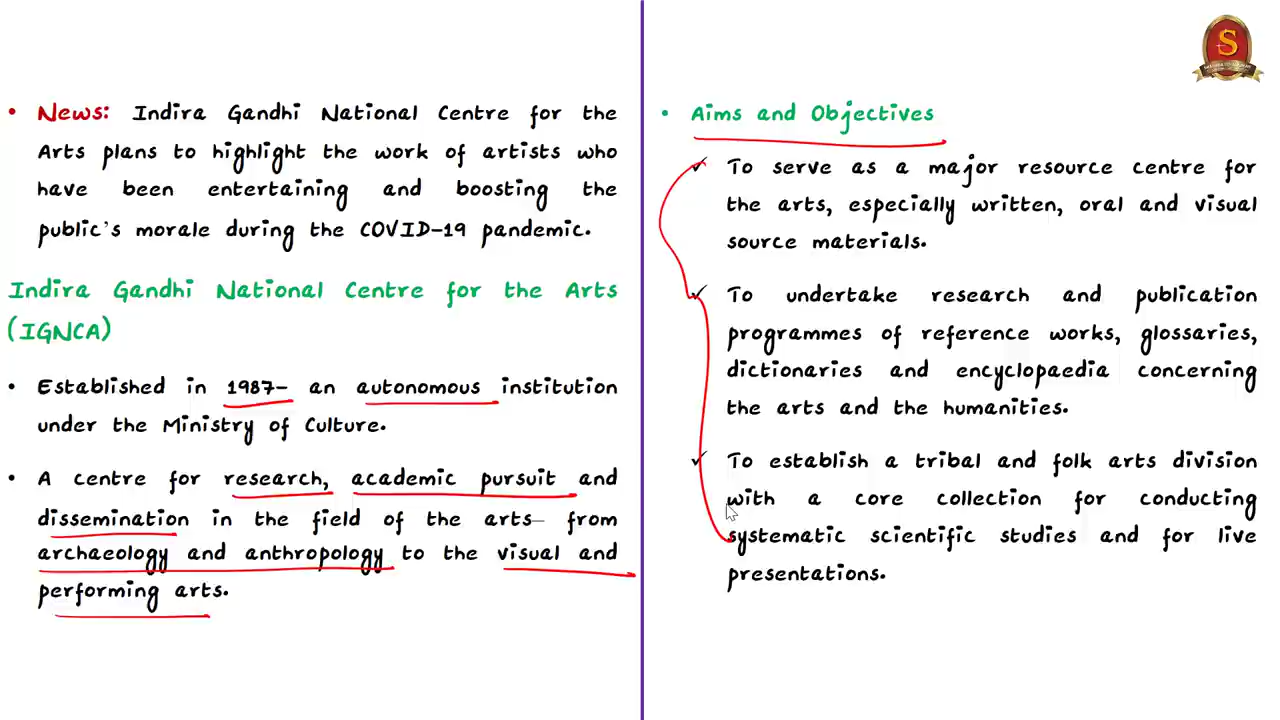 • News: Indira Gandhi National Centre for the
Arts plans to highlight the work of artists who
have been entertaining and boosting the
public's morale during the COVID-19 pandemic.
Indira Gandhi National Centre for the Arts
(IGNCA)
• Established in 1987- an autonomous institution
under the Ministry of Culture.
• A centre for research, academic pursuit and
dissemination in the field of the arts– from
archaeology and anthropology to the visual and
performing arts.
• Aims and Objectives
✓ To serve as a major resource centre for
the arts, especially written, oral and visual
source materials.
✓ To undertake research and publication
programmes of reference works, glossaries,
dictionaries and encyclopaedia concerning
the arts and the humanities.
✓ To establish a tribal and folk arts division
with a core collection for conducting
systematic scientific studies and for live
presentations.
S